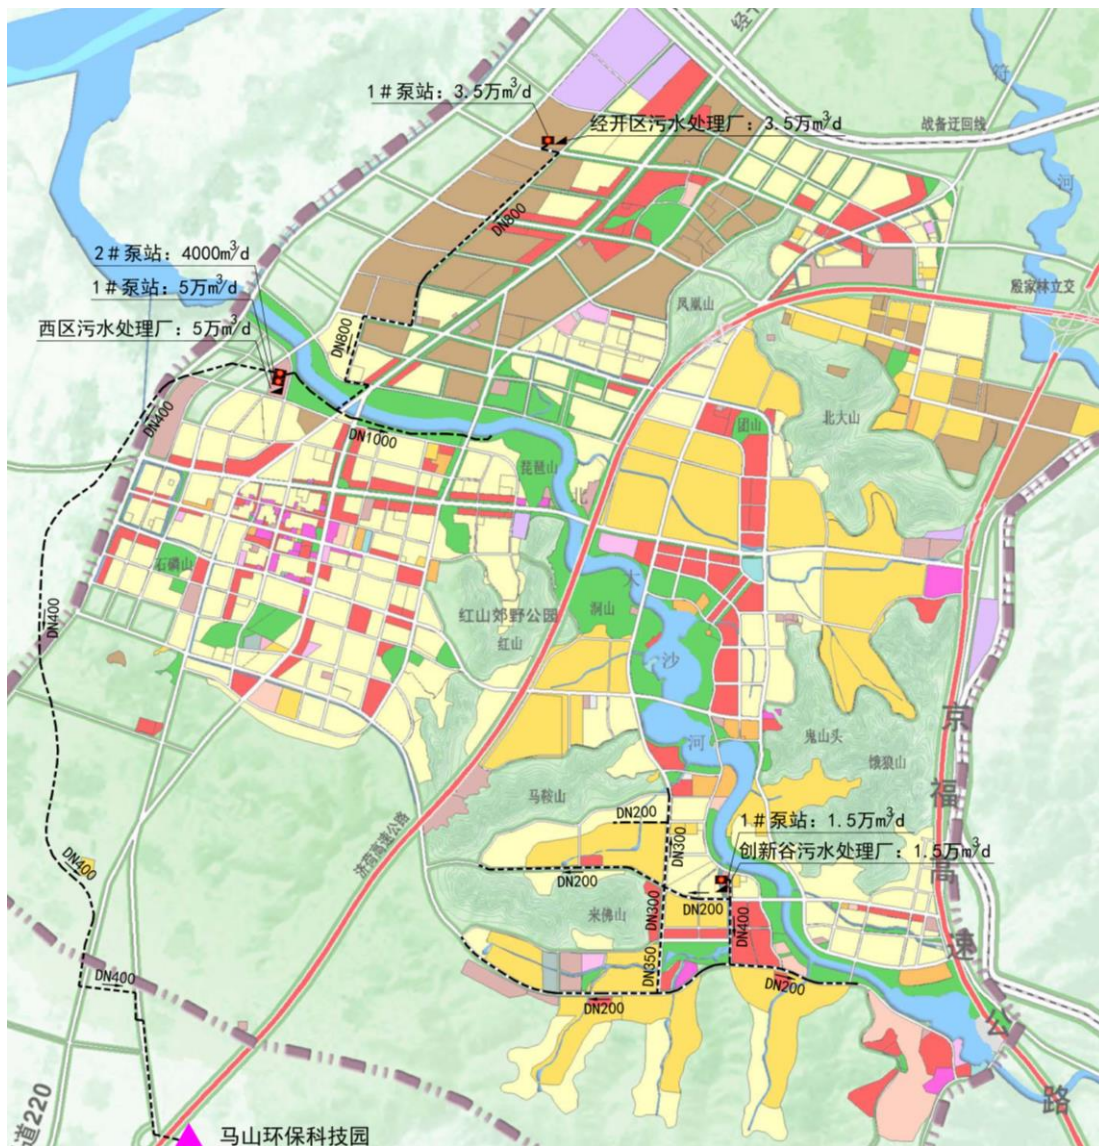 经十
符
1#泵站：3.5万m³/d
经开区污水处理厂：3.5万m³/d
战备迁回线
河
DN800
2#泵站：4000m³/d
1#泵站：5万m³/d
西区污水处理厂：5万m³/d
殷家林立交
凤凰山
DN800
DN400
DN1000
团山
北大山
琵琶山
北
石磷山
大
DN400
红山郊野公园
红山
洞山
沙
河
鬼山头
饿狼山
京
福
高
速
公
路
马鞍山
DN200
DN300
1#泵站：1.5万m³/d
创新谷污水处理厂：1.5万m³/d
济荷高速公路
DN400
DN200
DN200
来佛山
DN300
DN400
DN350
DN400
DN200
DN200
道220
马山环保科技园